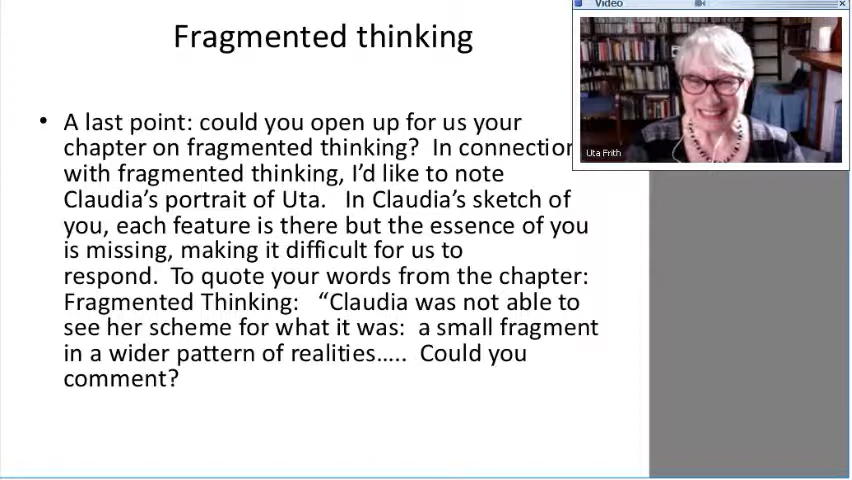 Fragmented thinking
Video
Uta Frith
• A last point: could you open up for us your
chapter on fragmented thinking?  In connection
with fragmented thinking, I’d like to note
Claudia’s portrait of Uta.   In Claudia’s sketch of
you, each feature is there but the essence of you
is missing, making it difficult for us to
respond.  To quote your words from the chapter:
Fragmented Thinking:   “Claudia was not able to
see her scheme for what it was:  a small fragment
in a wider pattern of realities.....  Could you
comment?